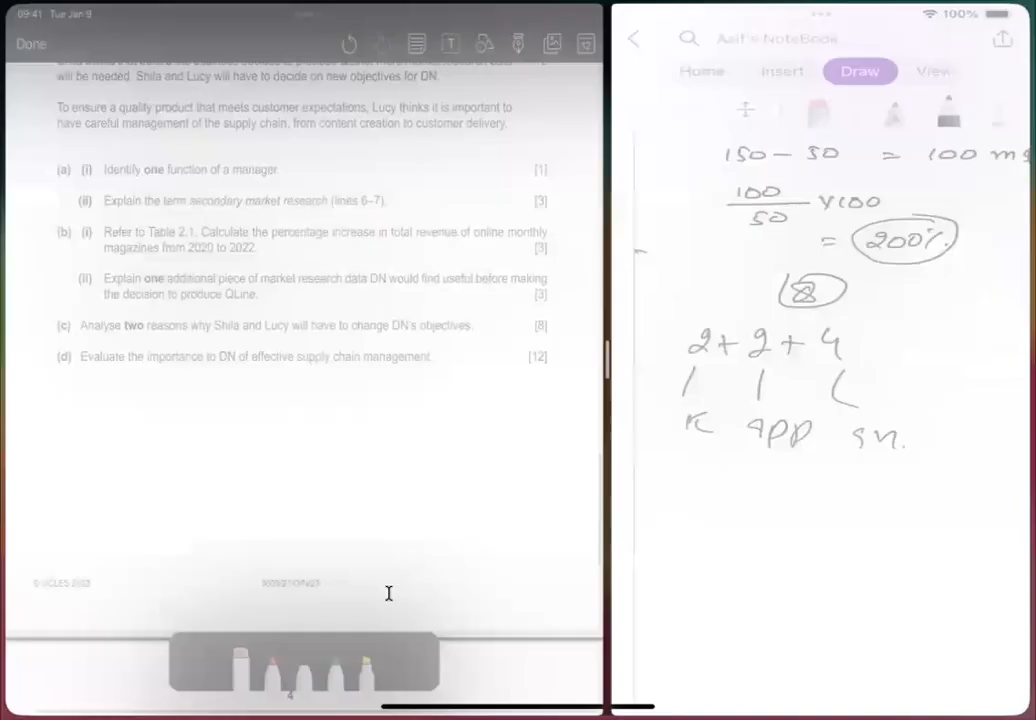 09:41 Tue Jan 9
Done
will be needed. Shila and Lucy will have to decide on new objectives for DN.
To ensure a quality product that meets customer expectations, Lucy thinks it is important to
have careful management of the supply chain, from content creation to customer delivery.
(a) (i) Identify one function of a manager. [1]
(ii) Explain the term secondary market research (lines 6–7). [3]
(b) (i) Refer to Table 2.1. Calculate the percentage increase in total revenue of online monthly
magazines from 2020 to 2022. [3]
(ii) Explain one additional piece of market research data DN would find useful before making
the decision to produce QLine. [3]
(c) Analyse two reasons why Shila and Lucy will have to change DN's objectives. [8]
(d) Evaluate the importance to DN of effective supply chain management. [12]
4
100%
Asif's NoteBook
Home Insert Draw View
150 - 50 = 100 m
100
50
× 100
= 200%
8
2 + 2 + 4
K app an.